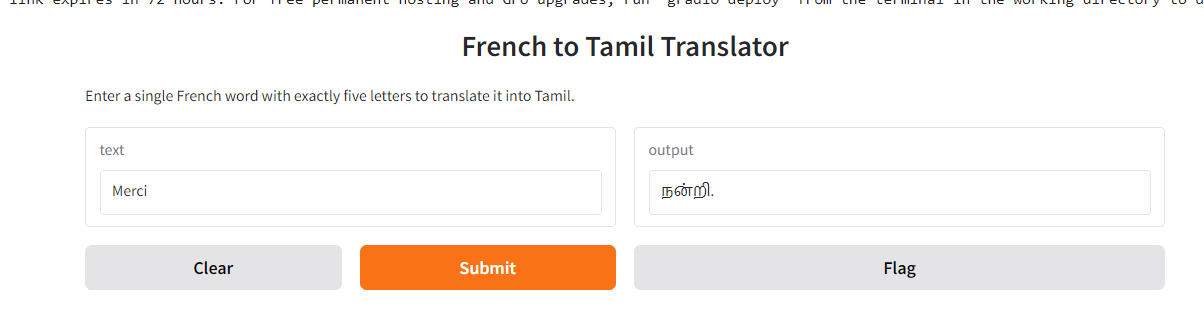 link expires in 72 hours. For free permanent hosting and GPU upgrades, run `gradio deploy` from the terminal in the working directory to
French to Tamil Translator
Enter a single French word with exactly five letters to translate it into Tamil.
text
output
Merci
நன்றி.
Clear
Submit
Flag